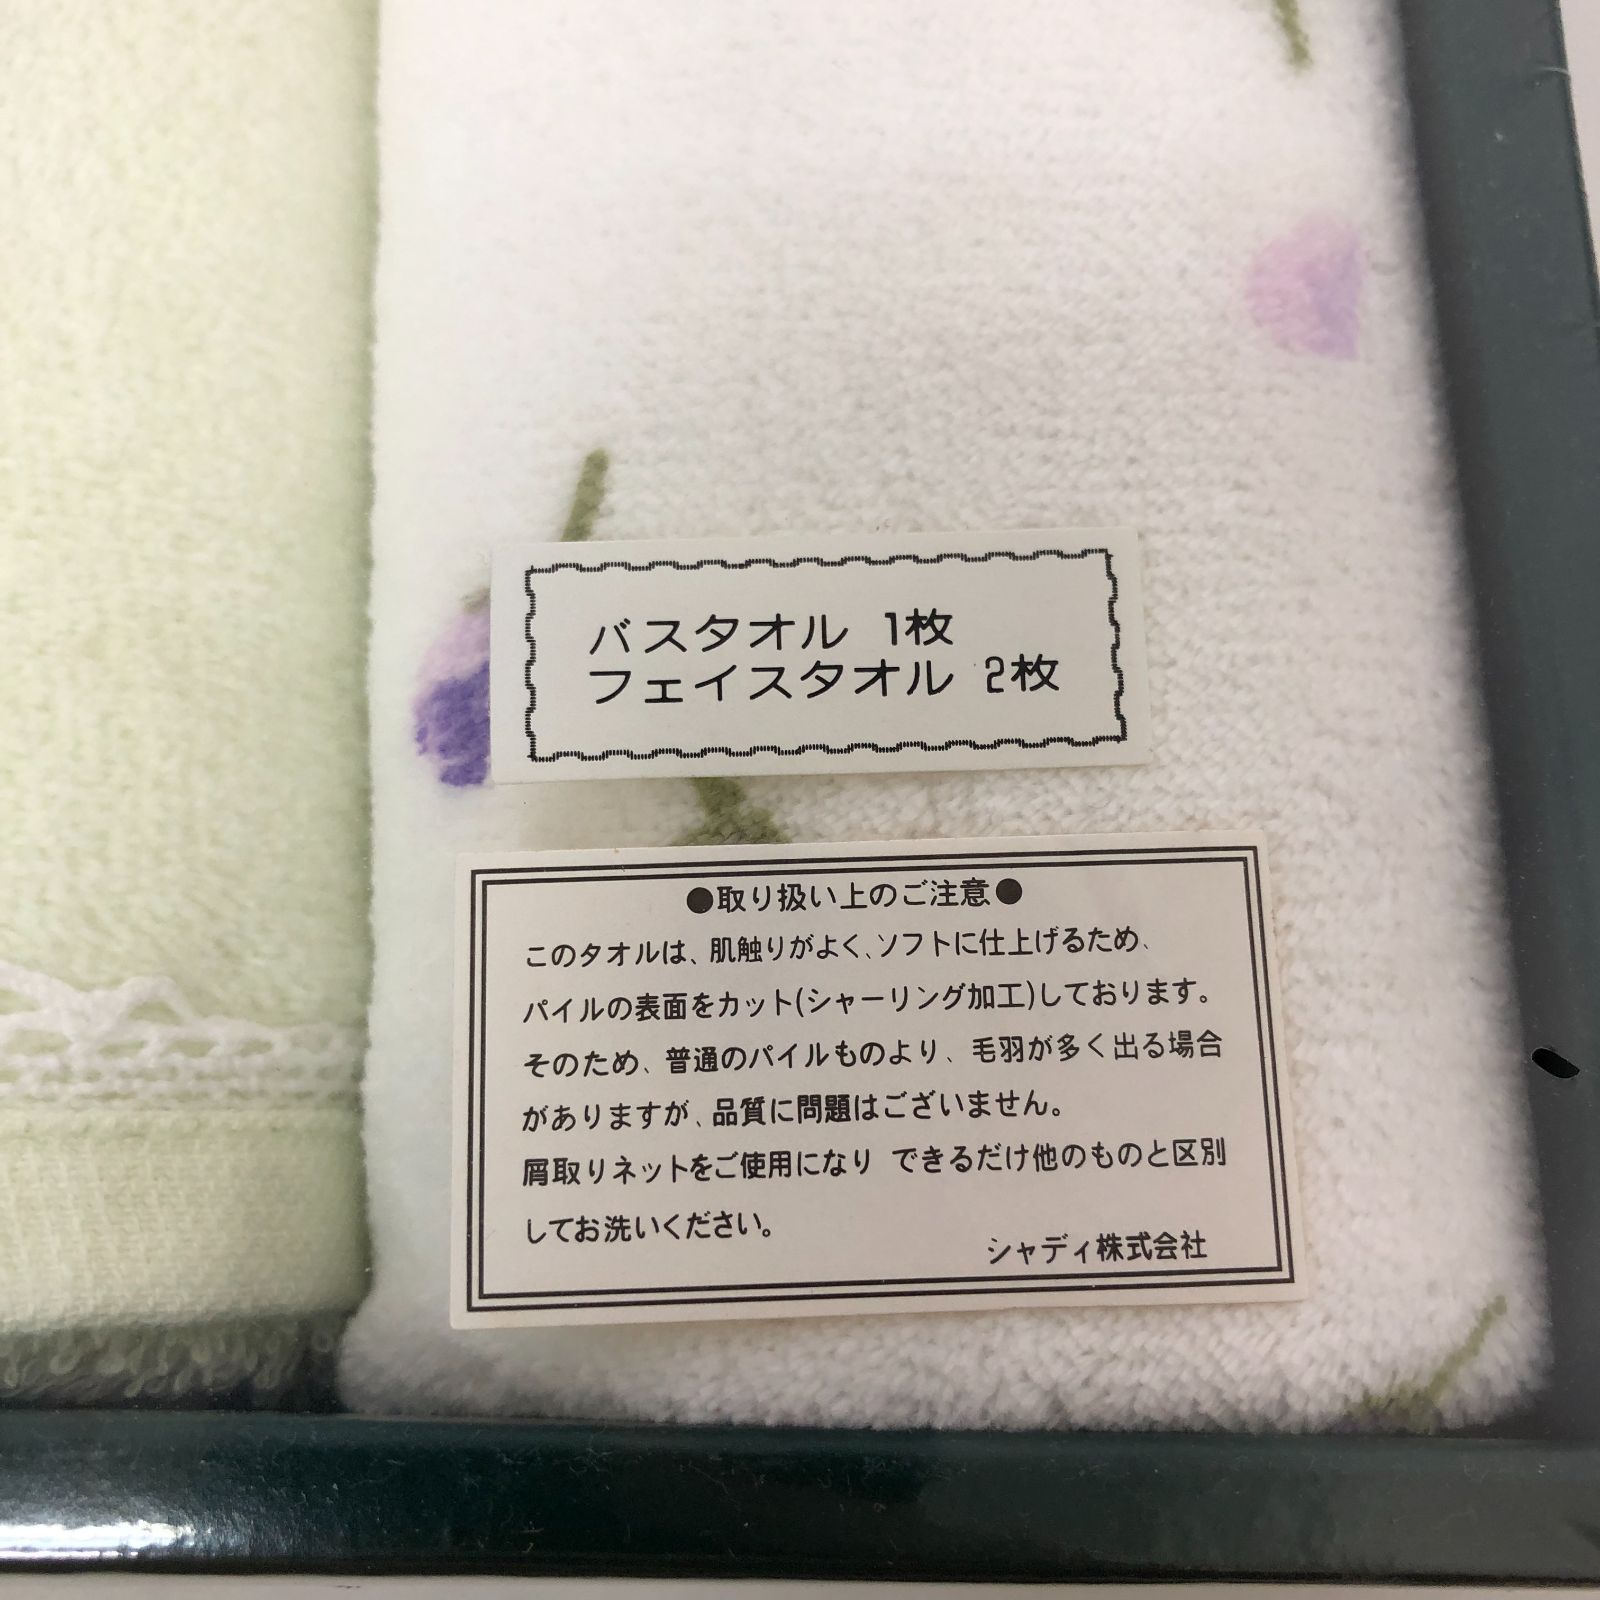 バスタオル 1枚
フェイスタオル 2枚
●取り扱い上のご注意●
このタオルは、肌触りがよく、ソフトに仕上げるため、
パイルの表面をカット(シャーリング加工)しております。
そのため、普通のパイルものより、毛羽が多く出る場合
がありますが、品質に問題はございません。
屑取りネットをご使用になり できるだけ他のものと区別
してお洗いください。
シャディ株式会社